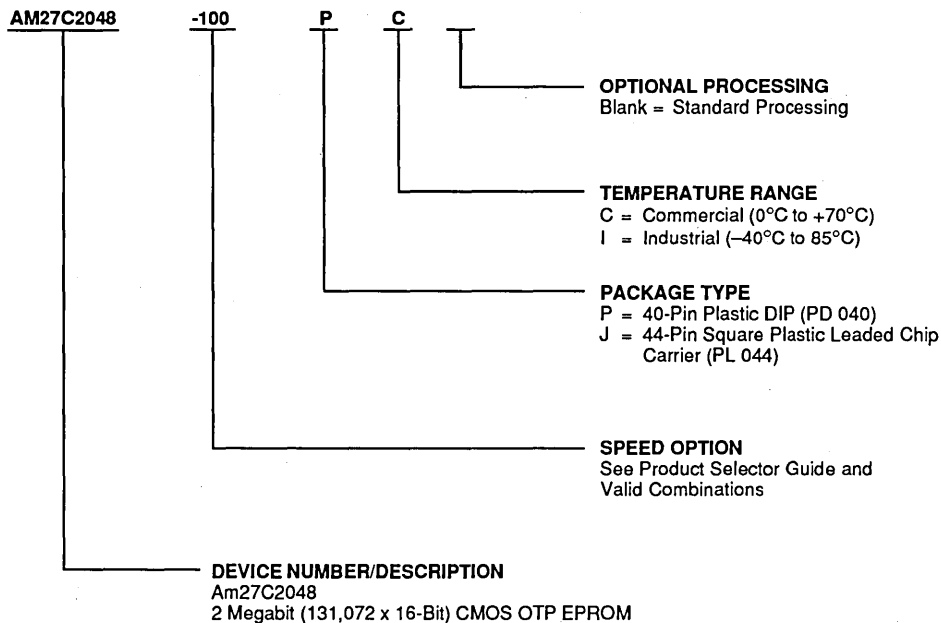 AM27C2048 -100 P C
OPTIONAL PROCESSING
Blank = Standard Processing
TEMPERATURE RANGE
C = Commercial (0°C to +70°C)
I = Industrial (–40°C to 85°C)
PACKAGE TYPE
P = 40-Pin Plastic DIP (PD 040)
J = 44-Pin Square Plastic Leaded Chip
Carrier (PL 044)
SPEED OPTION
See Product Selector Guide and
Valid Combinations
DEVICE NUMBER/DESCRIPTION
Am27C2048
2 Megabit (131,072 x 16-Bit) CMOS OTP EPROM